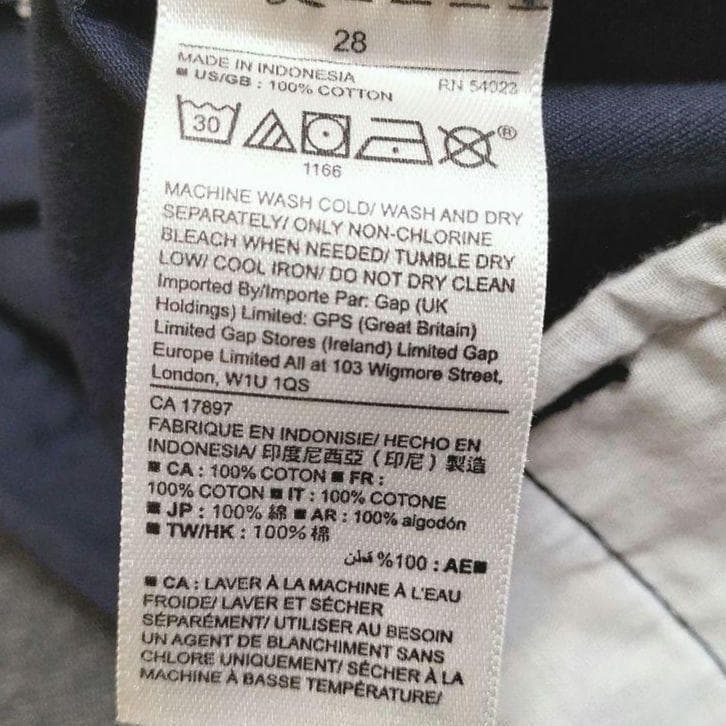 28
MADE IN INDONESIA RN 54023
■ US/GB : 100% COTTON
30 ®
1166
MACHINE WASH COLD/ WASH AND DRY
SEPARATELY/ ONLY NON-CHLORINE
BLEACH WHEN NEEDED/ TUMBLE DRY
LOW/ COOL IRON/ DO NOT DRY CLEAN
Imported By/Importe Par: Gap (UK
Holdings) Limited: GPS (Great Britain)
Limited Gap Stores (Ireland) Limited Gap
Europe Limited All at 103 Wigmore Street,
London, W1U 1QS
CA 17897
FABRIQUE EN INDONISIE/ HECHO EN
INDONESIA/ 印度尼西亞 ( 印尼 ) 製造
■ CA : 100% COTON ■ FR :
100% COTON ■ IT : 100% COTONE
■ JP : 100% 綿 ■ AR : 100% algodón
■ TW/HK : 100% 棉
■AE: 100% قطن
■ CA : LAVER À LA MACHINE À L'EAU
FROIDE/ LAVER ET SÉCHER
SÉPARÉMENT/ UTILISER AU BESOIN
UN AGENT DE BLANCHIMENT SANS
CHLORE UNIQUEMENT/ SÉCHER À LA
MACHINE À BASSE TEMPÉRATURE/